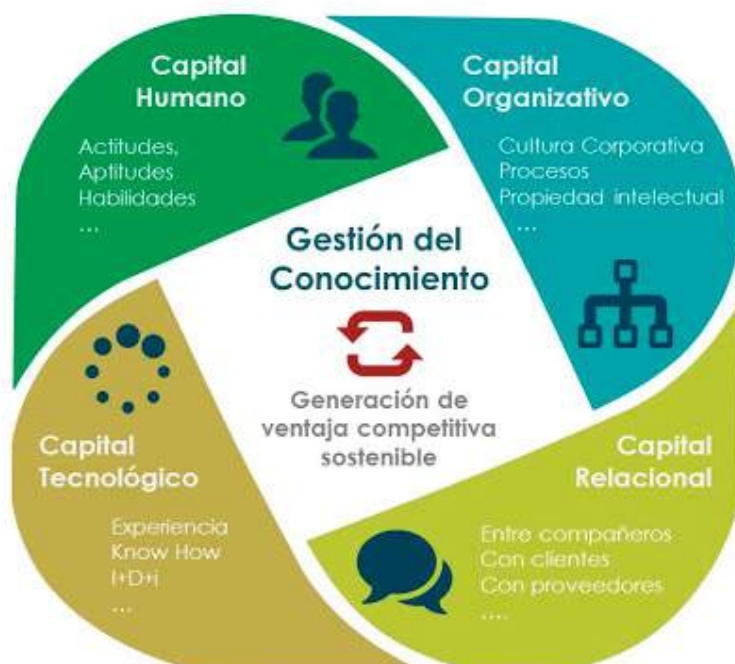 Capital
Humano
Actitudes,
Aptitudes
Habilidades
...
Capital
Organizativo
Cultura Corporativa
Procesos
Propiedad intelectual
...
Gestión del
Conocimiento
Generación de
ventaja competitiva
sostenible
Capital
Tecnológico
Experiencia
Know How
I+D+i
...
Capital
Relacional
Entre compañeros
Con clientes
Con proveedores
....